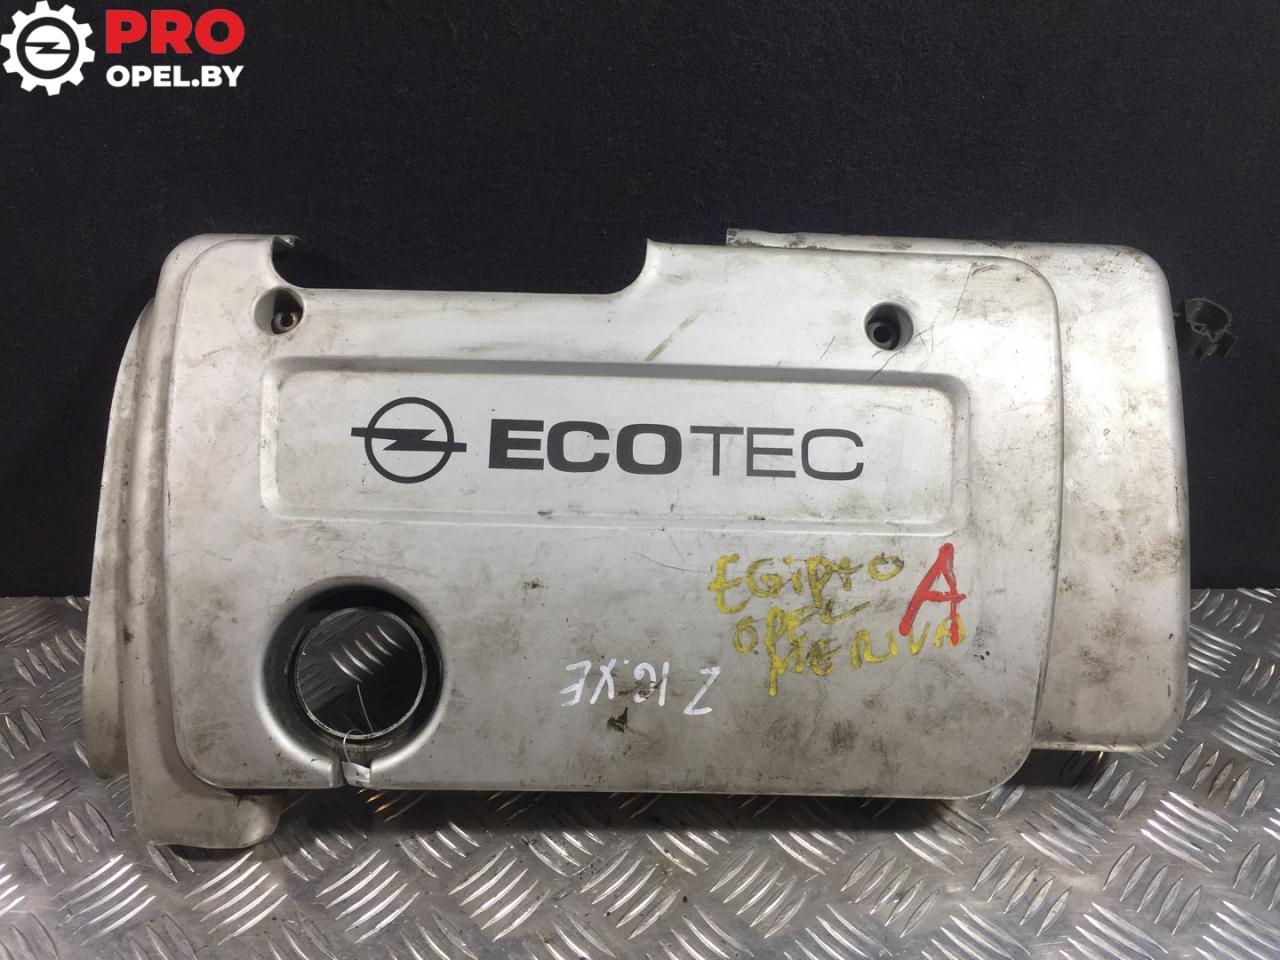 PRO
OPEL.BY
ECOTEC
EGipto
OPEL
MERIVA
A
Z 16 XE